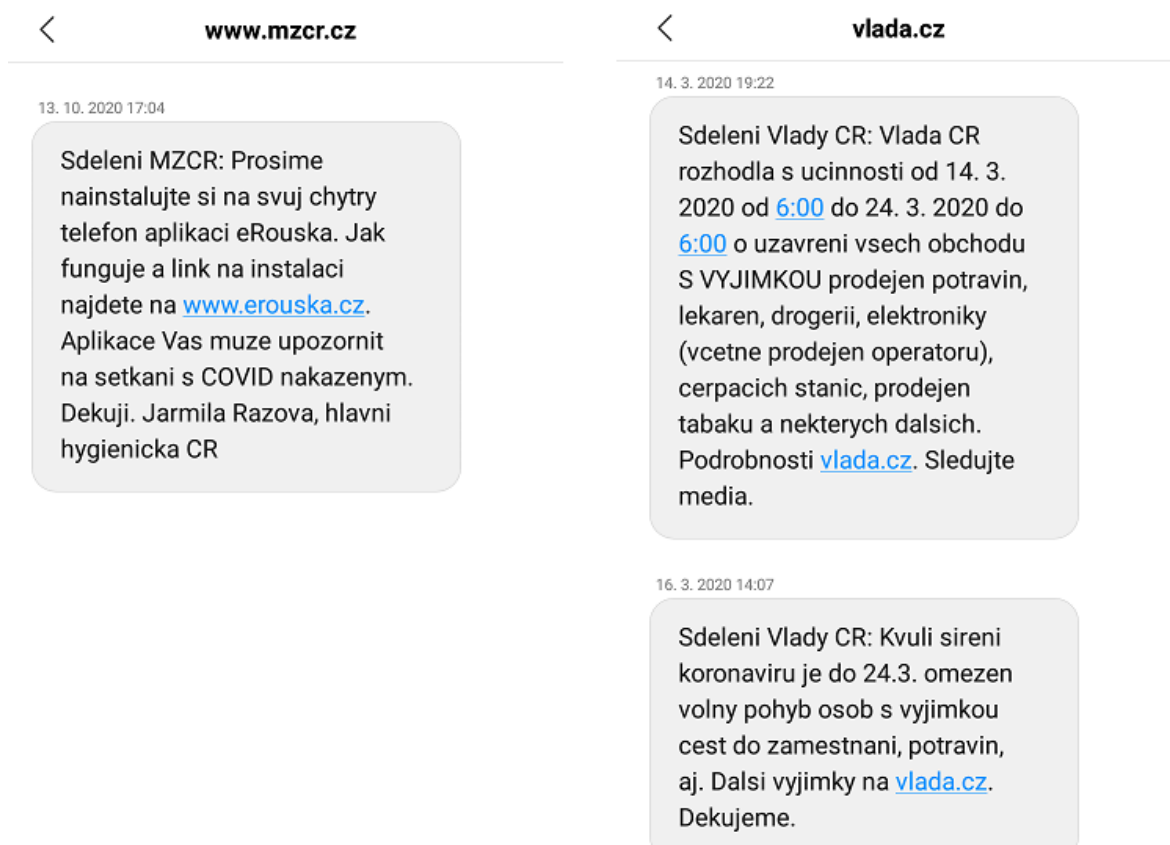 www.mzcr.cz
13. 10. 2020 17:04
Sdeleni MZCR: Prosime
nainstalujte si na svuj chytry
telefon aplikaci eRouska. Jak
funguje a link na instalaci
najdete na www.erouska.cz.
Aplikace Vas muze upozornit
na setkani s COVID nakazenym.
Dekuji. Jarmila Razova, hlavni
hygienicka CR
vlada.cz
14. 3. 2020 19:22
Sdeleni Vlady CR: Vlada CR
rozhodla s ucinnosti od 14. 3.
2020 od 6:00 do 24. 3. 2020 do
6:00 o uzavreni vsech obchodu
S VYJIMKOU prodejen potravin,
lekaren, drogerii, elektroniky
(vcetne prodejen operatoru),
cerpacich stanic, prodejen
tabaku a nekterych dalsich.
Podrobnosti vlada.cz. Sledujte
media.
16. 3. 2020 14:07
Sdeleni Vlady CR: Kvuli sireni
koronaviru je do 24.3. omezen
volny pohyb osob s vyjimkou
cest do zamestnani, potravin,
aj. Dalsi vyjimky na vlada.cz.
Dekujeme.